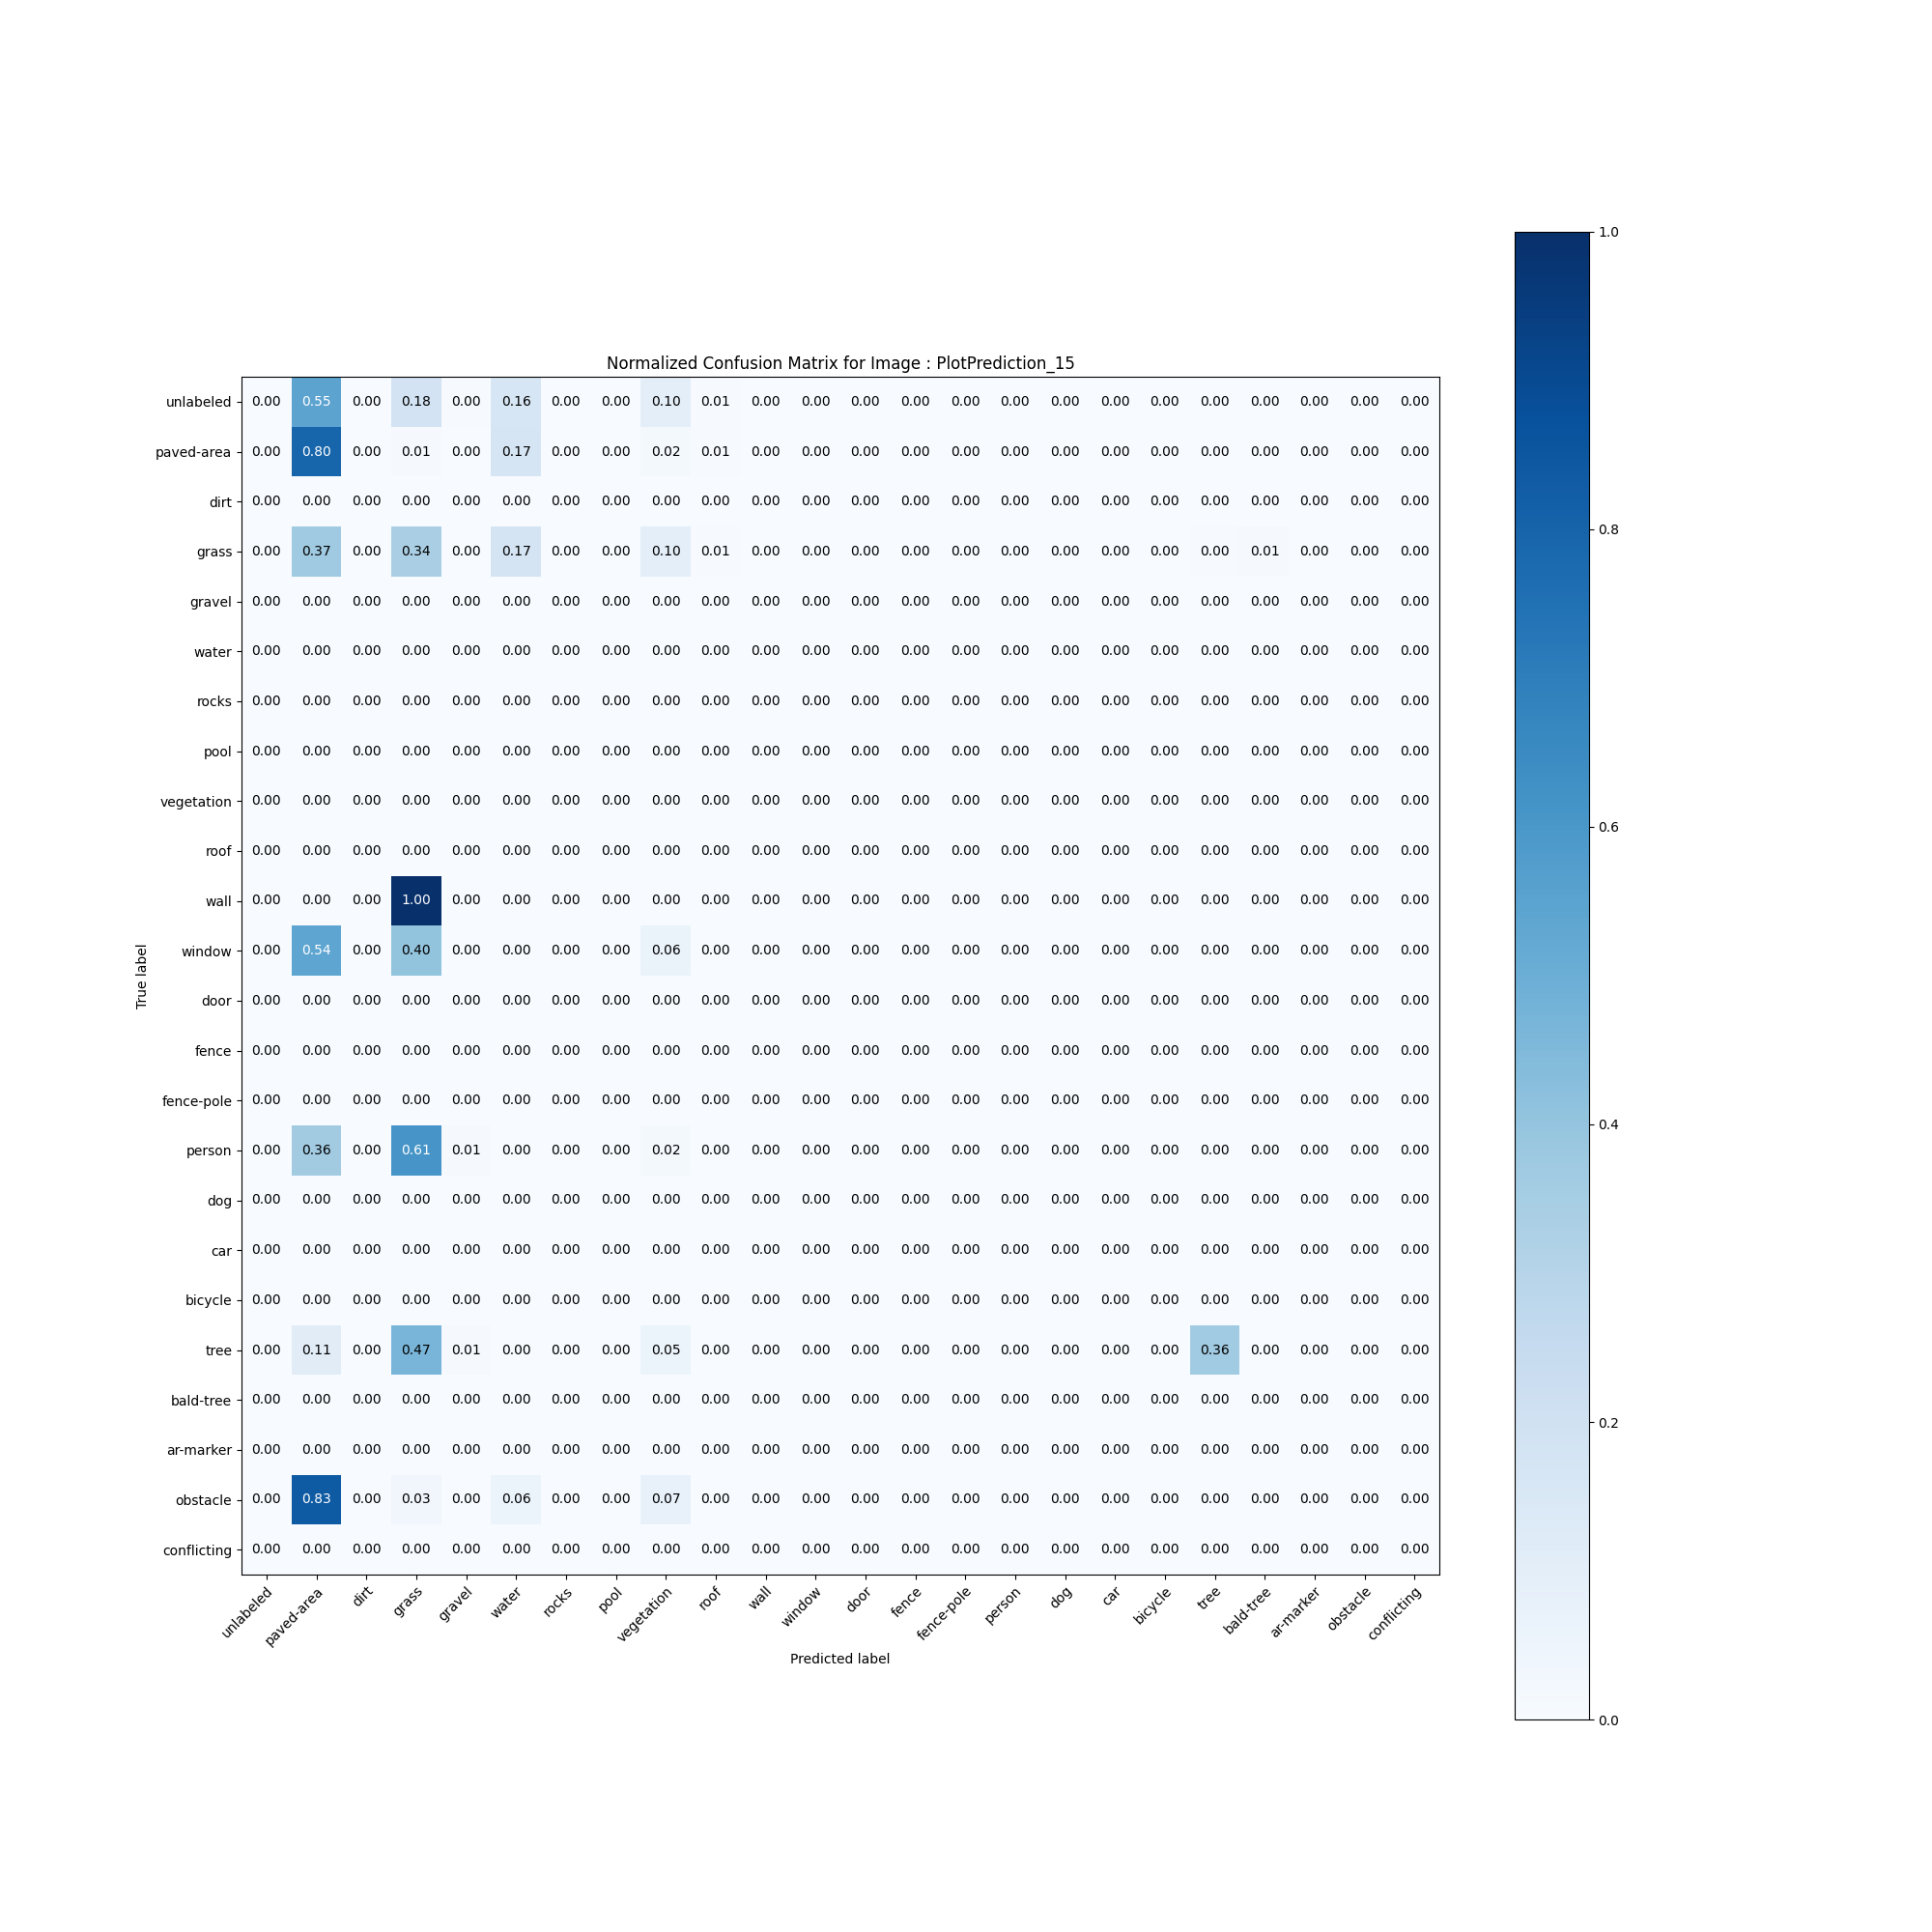 Normalized Confusion Matrix for Image : PlotPrediction_15
unlabeled 0.00 0.55 0.00 0.18 0.00 0.16 0.00 0.00 0.10 0.01 0.00 0.00 0.00 0.00 0.00 0.00 0.00 0.00 0.00 0.00 0.00 0.00 0.00 0.00
paved-area 0.00 0.80 0.00 0.01 0.00 0.17 0.00 0.00 0.02 0.01 0.00 0.00 0.00 0.00 0.00 0.00 0.00 0.00 0.00 0.00 0.00 0.00 0.00 0.00
dirt 0.00 0.00 0.00 0.00 0.00 0.00 0.00 0.00 0.00 0.00 0.00 0.00 0.00 0.00 0.00 0.00 0.00 0.00 0.00 0.00 0.00 0.00 0.00 0.00
grass 0.00 0.37 0.00 0.34 0.00 0.17 0.00 0.00 0.10 0.01 0.00 0.00 0.00 0.00 0.00 0.00 0.00 0.00 0.00 0.00 0.01 0.00 0.00 0.00
gravel 0.00 0.00 0.00 0.00 0.00 0.00 0.00 0.00 0.00 0.00 0.00 0.00 0.00 0.00 0.00 0.00 0.00 0.00 0.00 0.00 0.00 0.00 0.00 0.00
water 0.00 0.00 0.00 0.00 0.00 0.00 0.00 0.00 0.00 0.00 0.00 0.00 0.00 0.00 0.00 0.00 0.00 0.00 0.00 0.00 0.00 0.00 0.00 0.00
rocks 0.00 0.00 0.00 0.00 0.00 0.00 0.00 0.00 0.00 0.00 0.00 0.00 0.00 0.00 0.00 0.00 0.00 0.00 0.00 0.00 0.00 0.00 0.00 0.00
pool 0.00 0.00 0.00 0.00 0.00 0.00 0.00 0.00 0.00 0.00 0.00 0.00 0.00 0.00 0.00 0.00 0.00 0.00 0.00 0.00 0.00 0.00 0.00 0.00
vegetation 0.00 0.00 0.00 0.00 0.00 0.00 0.00 0.00 0.00 0.00 0.00 0.00 0.00 0.00 0.00 0.00 0.00 0.00 0.00 0.00 0.00 0.00 0.00 0.00
roof 0.00 0.00 0.00 0.00 0.00 0.00 0.00 0.00 0.00 0.00 0.00 0.00 0.00 0.00 0.00 0.00 0.00 0.00 0.00 0.00 0.00 0.00 0.00 0.00
wall 0.00 0.00 0.00 1.00 0.00 0.00 0.00 0.00 0.00 0.00 0.00 0.00 0.00 0.00 0.00 0.00 0.00 0.00 0.00 0.00 0.00 0.00 0.00 0.00
window 0.00 0.54 0.00 0.40 0.00 0.00 0.00 0.00 0.06 0.00 0.00 0.00 0.00 0.00 0.00 0.00 0.00 0.00 0.00 0.00 0.00 0.00 0.00 0.00
door 0.00 0.00 0.00 0.00 0.00 0.00 0.00 0.00 0.00 0.00 0.00 0.00 0.00 0.00 0.00 0.00 0.00 0.00 0.00 0.00 0.00 0.00 0.00 0.00
fence 0.00 0.00 0.00 0.00 0.00 0.00 0.00 0.00 0.00 0.00 0.00 0.00 0.00 0.00 0.00 0.00 0.00 0.00 0.00 0.00 0.00 0.00 0.00 0.00
fence-pole 0.00 0.00 0.00 0.00 0.00 0.00 0.00 0.00 0.00 0.00 0.00 0.00 0.00 0.00 0.00 0.00 0.00 0.00 0.00 0.00 0.00 0.00 0.00 0.00
person 0.00 0.36 0.00 0.61 0.01 0.00 0.00 0.00 0.02 0.00 0.00 0.00 0.00 0.00 0.00 0.00 0.00 0.00 0.00 0.00 0.00 0.00 0.00 0.00
dog 0.00 0.00 0.00 0.00 0.00 0.00 0.00 0.00 0.00 0.00 0.00 0.00 0.00 0.00 0.00 0.00 0.00 0.00 0.00 0.00 0.00 0.00 0.00 0.00
car 0.00 0.00 0.00 0.00 0.00 0.00 0.00 0.00 0.00 0.00 0.00 0.00 0.00 0.00 0.00 0.00 0.00 0.00 0.00 0.00 0.00 0.00 0.00 0.00
bicycle 0.00 0.00 0.00 0.00 0.00 0.00 0.00 0.00 0.00 0.00 0.00 0.00 0.00 0.00 0.00 0.00 0.00 0.00 0.00 0.00 0.00 0.00 0.00 0.00
tree 0.00 0.11 0.00 0.47 0.01 0.00 0.00 0.00 0.05 0.00 0.00 0.00 0.00 0.00 0.00 0.00 0.00 0.00 0.00 0.36 0.00 0.00 0.00 0.00
bald-tree 0.00 0.00 0.00 0.00 0.00 0.00 0.00 0.00 0.00 0.00 0.00 0.00 0.00 0.00 0.00 0.00 0.00 0.00 0.00 0.00 0.00 0.00 0.00 0.00
ar-marker 0.00 0.00 0.00 0.00 0.00 0.00 0.00 0.00 0.00 0.00 0.00 0.00 0.00 0.00 0.00 0.00 0.00 0.00 0.00 0.00 0.00 0.00 0.00 0.00
obstacle 0.00 0.83 0.00 0.03 0.00 0.06 0.00 0.00 0.07 0.00 0.00 0.00 0.00 0.00 0.00 0.00 0.00 0.00 0.00 0.00 0.00 0.00 0.00 0.00
conflicting 0.00 0.00 0.00 0.00 0.00 0.00 0.00 0.00 0.00 0.00 0.00 0.00 0.00 0.00 0.00 0.00 0.00 0.00 0.00 0.00 0.00 0.00 0.00 0.00
True label
unlabeled paved-area dirt grass gravel water rocks pool vegetation roof wall window door fence fence-pole person dog car bicycle tree bald-tree ar-marker obstacle conflicting
Predicted label
1.0
0.8
0.6
0.4
0.2
0.0